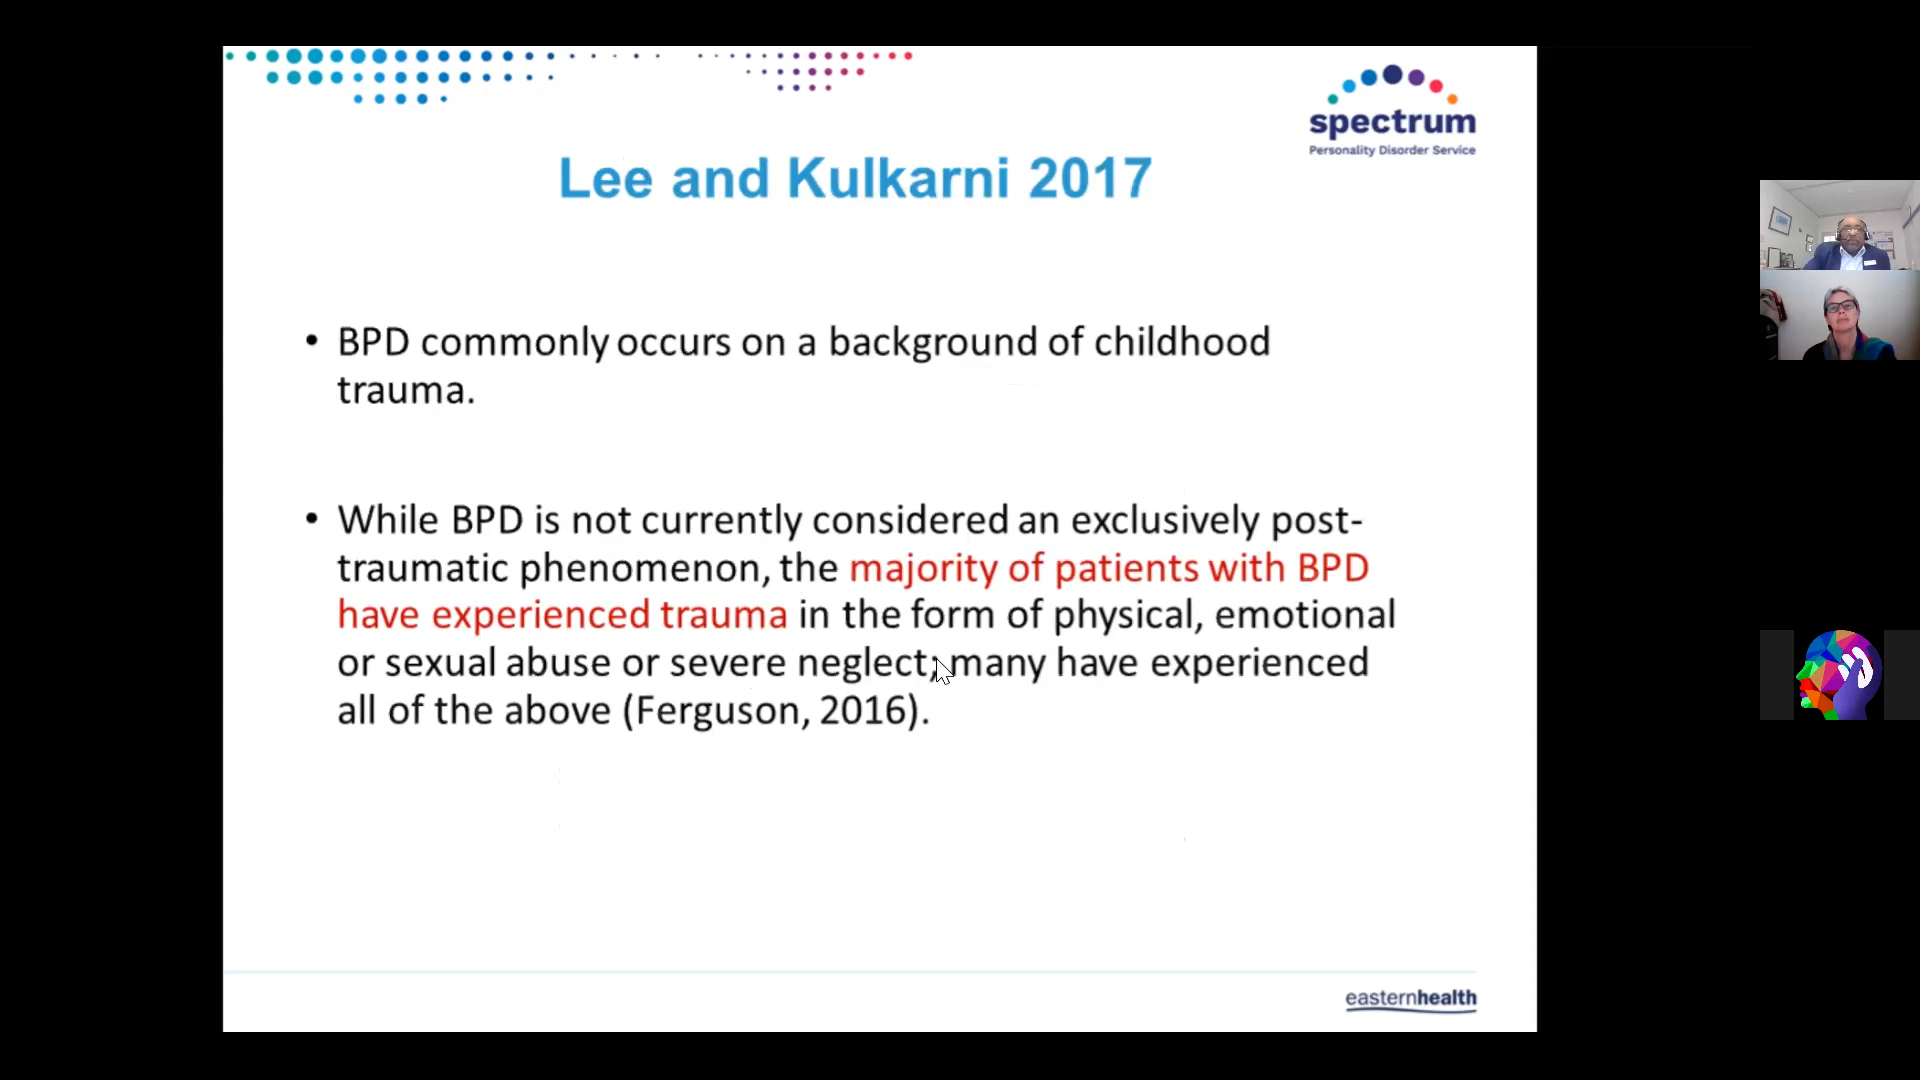 spectrum
Personality Disorder Service
Lee and Kulkarni 2017
• BPD commonly occurs on a background of childhood
trauma.
• While BPD is not currently considered an exclusively post-
traumatic phenomenon, the majority of patients with BPD
have experienced trauma in the form of physical, emotional
or sexual abuse or severe neglect; many have experienced
all of the above (Ferguson, 2016).
easternhealth